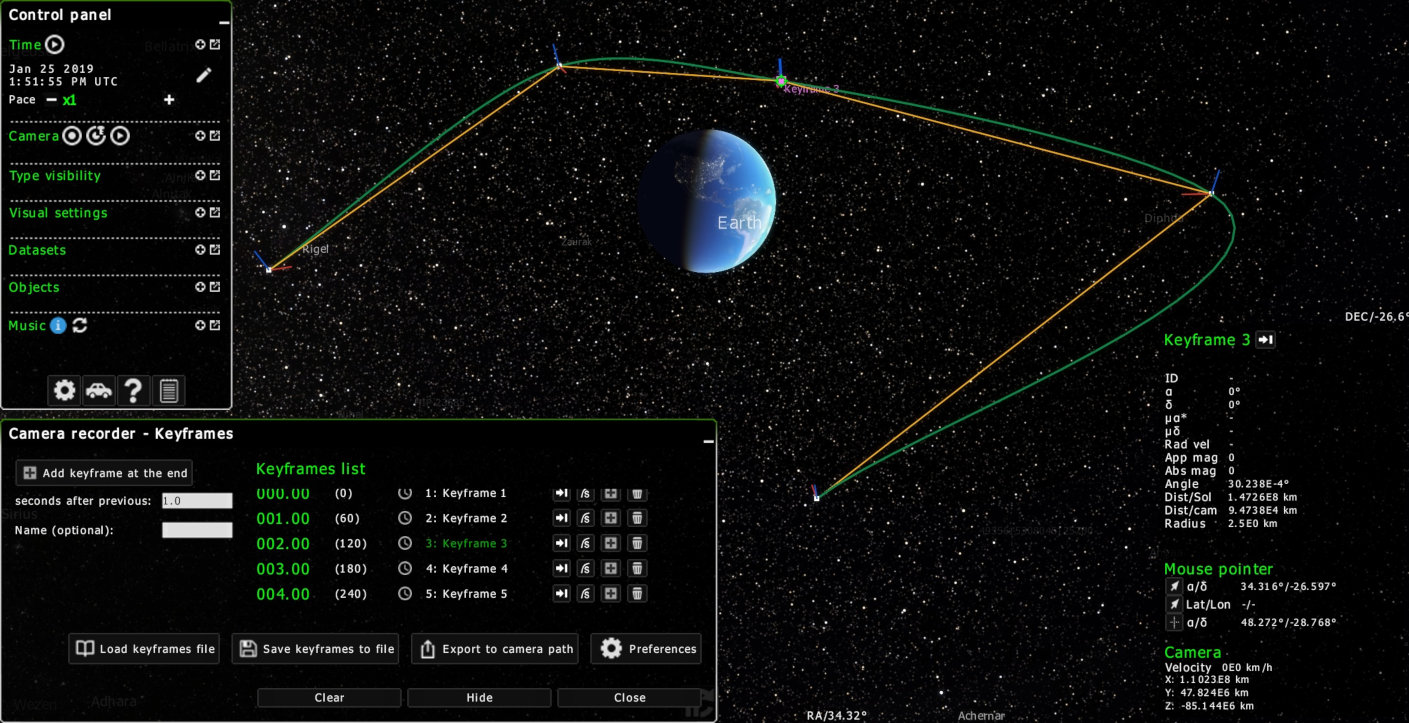 Control panel
Time
Jan 25 2019
1:51:55 PM UTC
Pace x1
Camera
Type visibility
Visual settings
Datasets
Objects
Music
Camera recorder - Keyframes
Add keyframe at the end
seconds after previous: 1.0
Name (optional):
Keyframes list
000.00 (0) 1: Keyframe 1
001.00 (60) 2: Keyframe 2
002.00 (120) 3: Keyframe 3
003.00 (180) 4: Keyframe 4
004.00 (240) 5: Keyframe 5
Load keyframes file
Save keyframes to file
Export to camera path
Preferences
Clear
Hide
Close
Keyframe 3
Earth
Rigel
Zaurak
Wezen
Adhara
Achernar
RA/34.32°
DEC/-26.6°
Keyframe 3
ID -
α 0°
δ 0°
μα* -
μδ -
Rad vel -
App mag 0
Abs mag 0
Angle 30.238E-4°
Dist/Sol 1.4726E8 km
Dist/cam 9.4738E4 km
Radius 2.5E0 km
Mouse pointer
α/δ 34.316°/-26.597°
Lat/Lon -/-
α/δ 48.272°/-28.768°
Camera
Velocity 0E0 km/h
X: 1.1023E8 km
Y: 47.824E6 km
Z: -85.144E6 km